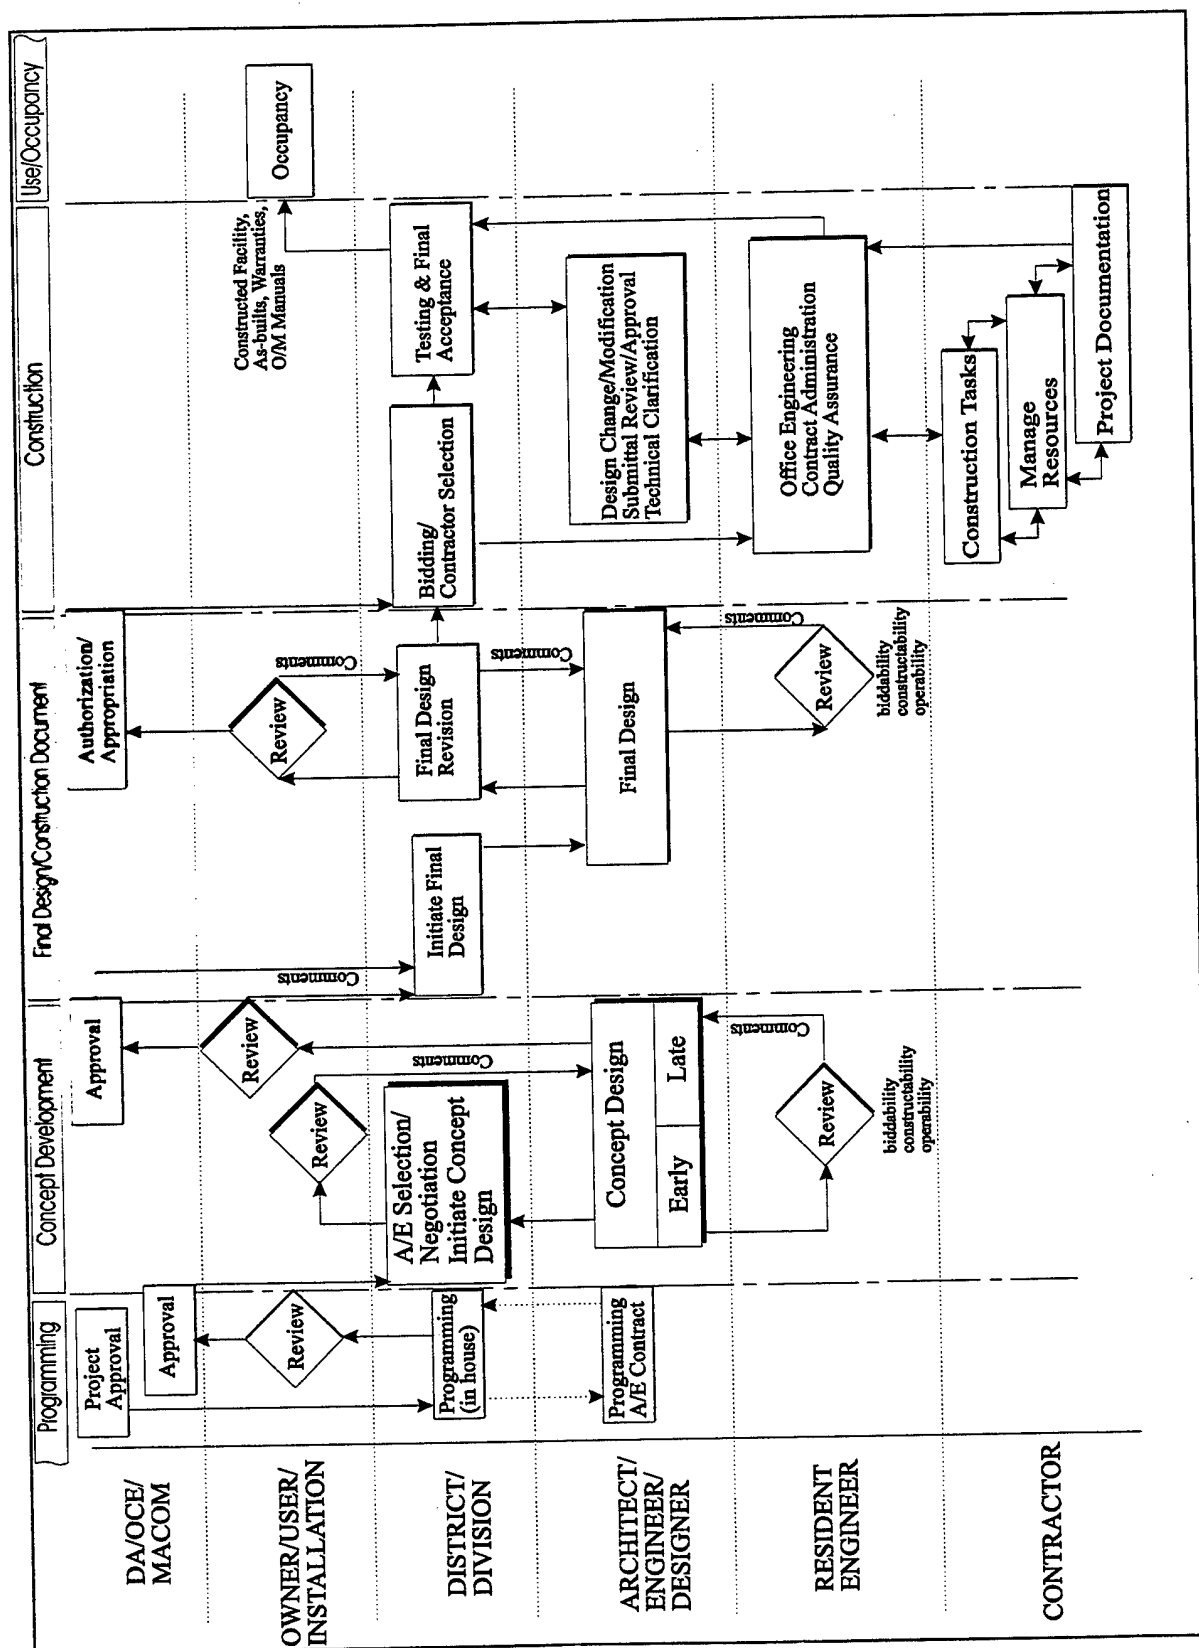 Programming
Concept Development
Final Design/Construction Document
Construction
Use/Occupancy
DA/OCE/
MACOM
Project
Approval
Approval
Approval
Authorization/
Appropriation
OWNER/USER/
INSTALLATION
Review
Review
Review
Comments
Review
Comments
Constructed Facility,
As-builts, Warranties,
O/M Manuals
Occupancy
DISTRICT/
DIVISION
Programming
(in house)
A/E Selection/
Negotiation
Initiate Concept
Design
Comments
Initiate Final
Design
Final Design
Revision
Comments
Bidding/
Contractor Selection
Testing & Final
Acceptance
ARCHITECT/
ENGINEER/
DESIGNER
Programming
A/E Contract
Concept Design
Early
Late
Final Design
Design Change/Modification
Submittal Review/Approval
Technical Clarification
RESIDENT
ENGINEER
Review
Comments
biddability
constructability
operability
Review
Comments
biddability
constructability
operability
Office Engineering
Contract Administration
Quality Assurance
CONTRACTOR
Construction Tasks
Manage
Resources
Project Documentation